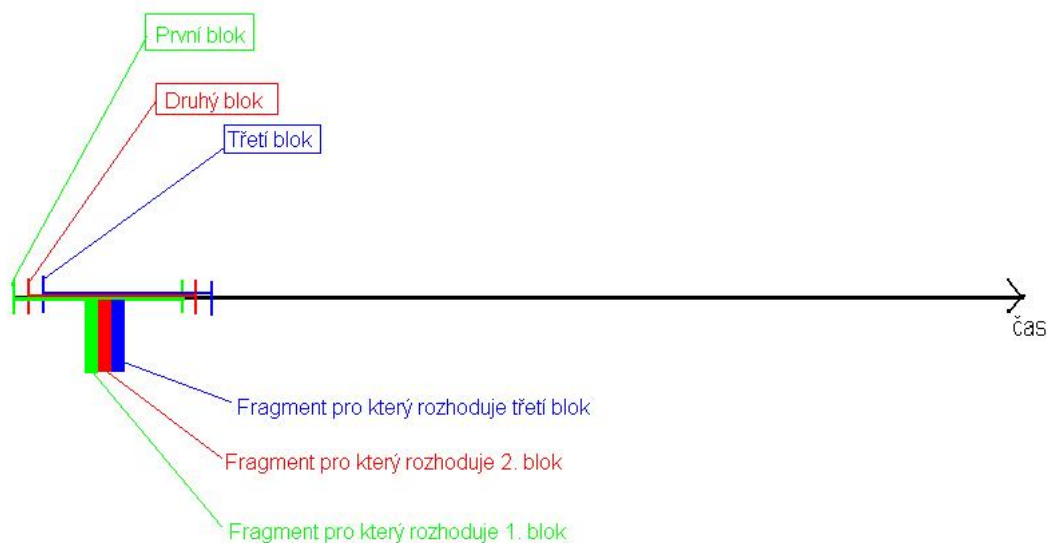 První blok
Druhý blok
Třetí blok
čas
Fragment pro který rozhoduje třetí blok
Fragment pro který rozhoduje 2. blok
Fragment pro který rozhoduje 1. blok